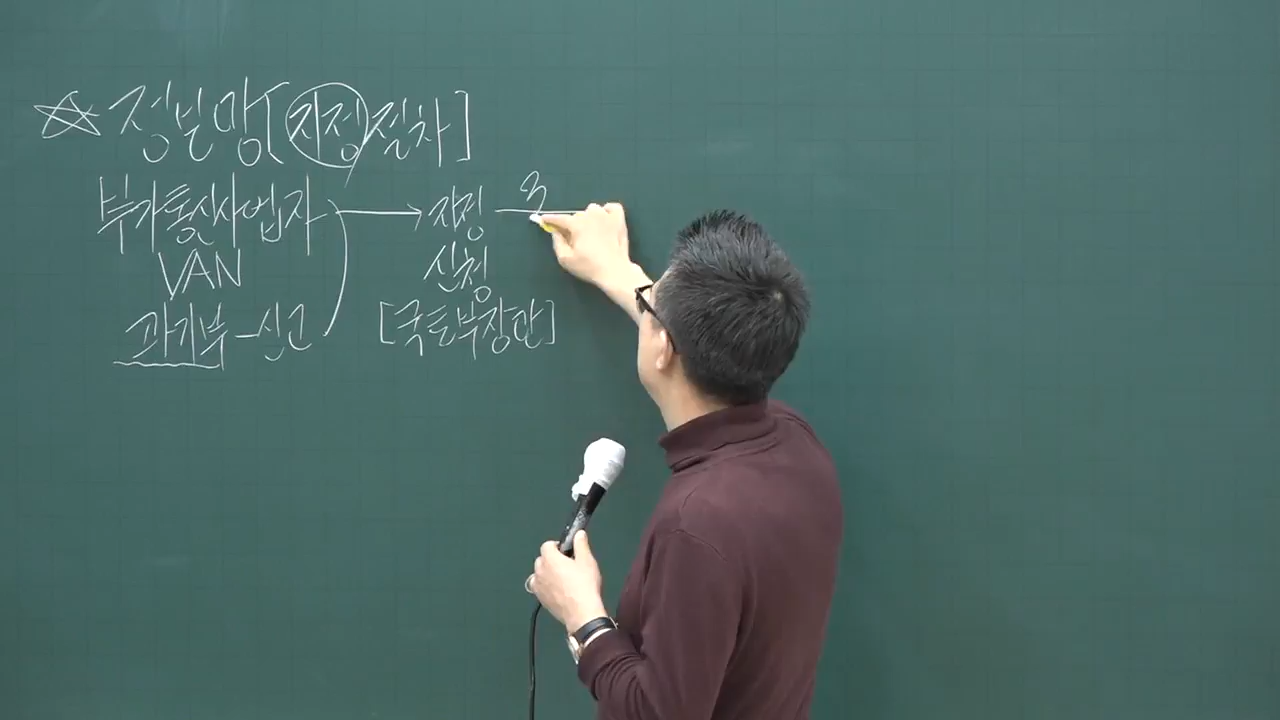 ☆ 정보망[지정절차]
부가통신사업자 → 지정 3
VAN 신청
과기부-신고 [국토부장관]